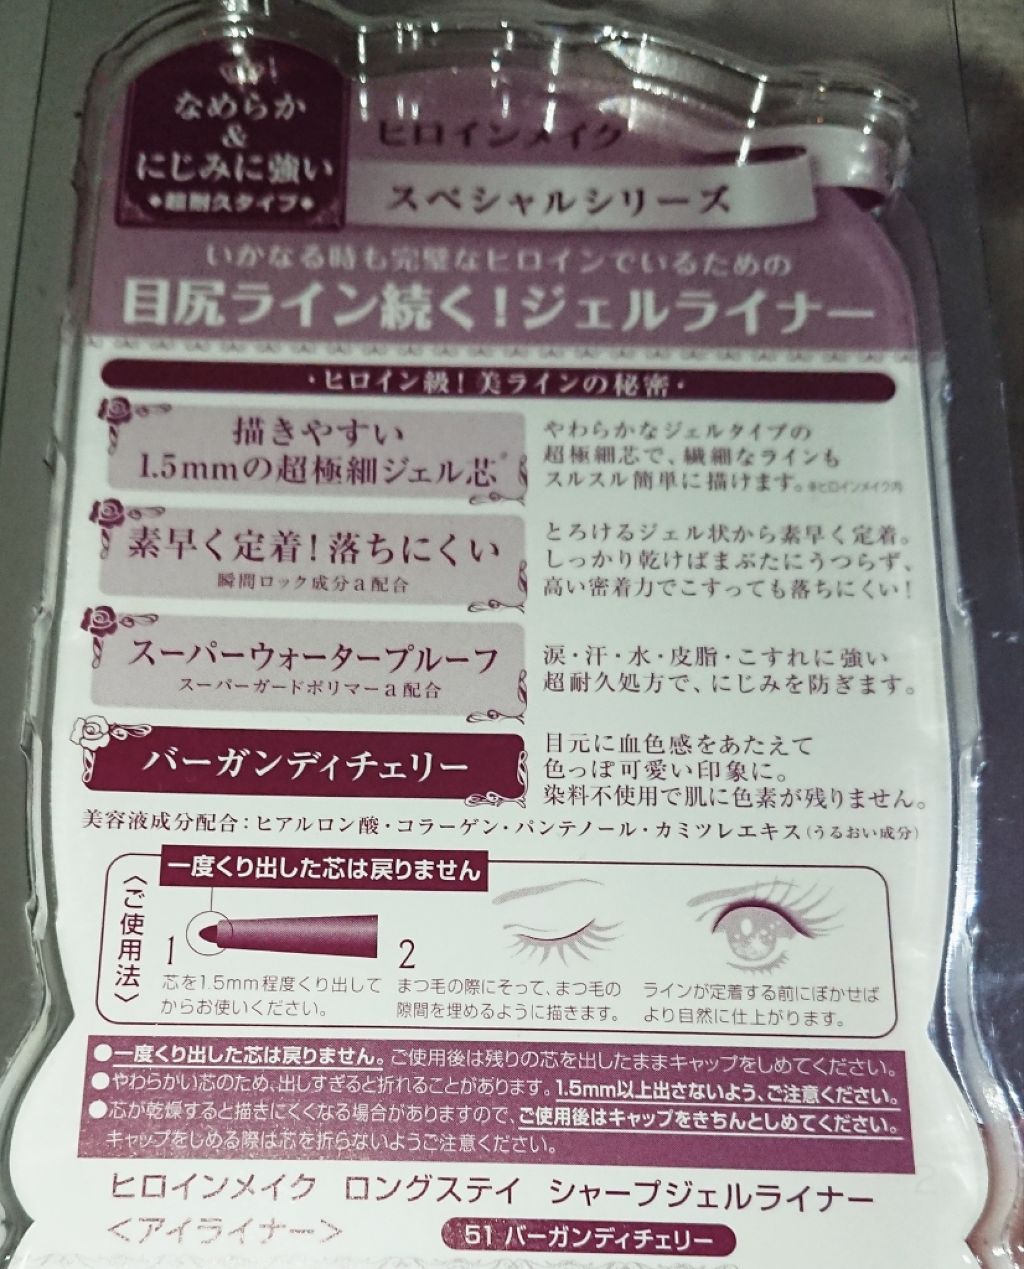 なめらか
&
にじみに強い
超耐久タイプ
ヒロインメイク
スペシャルシリーズ
いかなる時も完璧なヒロインでいるための
目尻ライン続く!ジェルライナー
・ヒロイン級!美ラインの秘密・
描きやすい
1.5mmの超極細ジェル芯※
やわらかなジェルタイプの
超極細芯で、繊細なラインも
スルスル簡単に描けます。※ヒロインメイク内
素早く定着!落ちにくい
瞬間ロック成分a配合
とろけるジェル状から素早く定着。
しっかり乾けばまぶたにうつらず、
高い密着力でこすっても落ちにくい!
スーパーウォータープルーフ
スーパーガードポリマーa配合
涙・汗・水・皮脂・こすれに強い
超耐久処方で、にじみを防ぎます。
バーガンディチェリー
目元に血色感をあたえて
色っぽ可愛い印象に。
染料不使用で肌に色素が残りません。
美容液成分配合:ヒアルロン酸・コラーゲン・パンテノール・カミツレエキス(うるおい成分)
〈ご使用法〉
一度くり出した芯は戻りません
1
芯を1.5mm程度くり出して
からお使いください。
2
まつ毛の際にそって、まつ毛の
隙間を埋めるように描きます。
ラインが定着する前にぼかせば
より自然に仕上がります。
●一度くり出した芯は戻りません。ご使用後は残りの芯を出したままキャップをしめてください。
●やわらかい芯のため、出しすぎると折れることがあります。1.5mm以上出さないよう、ご注意ください。
●芯が乾燥すると描きにくくなる場合がありますので、ご使用後はキャップをきちんとしめてください。
キャップをしめる際は芯を折らないようご注意ください。
ヒロインメイク ロングステイ シャープジェルライナー
<アイライナー>
51 バーガンディチェリー